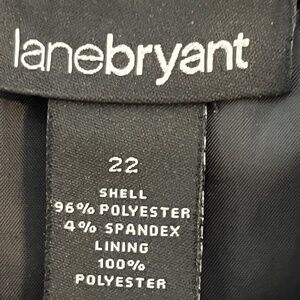 lanebryant
22
SHELL
96% POLYESTER
4% SPANDEX
LINING
100%
POLYESTER